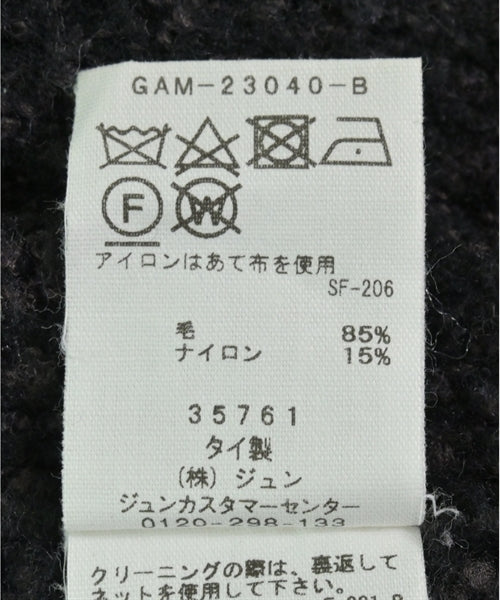 GAM-23040-B
F W
アイロンはあて布を使用
SF-206
毛 85%
ナイロン 15%
35761
タイ製
(株) ジュン
ジュンカスタマーセンター
0120-298-133
クリーニングの際は、裏返して
ネットを使用して下さい。